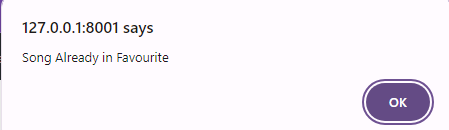 127.0.0.1:8001 says
Song Already in Favourite
OK